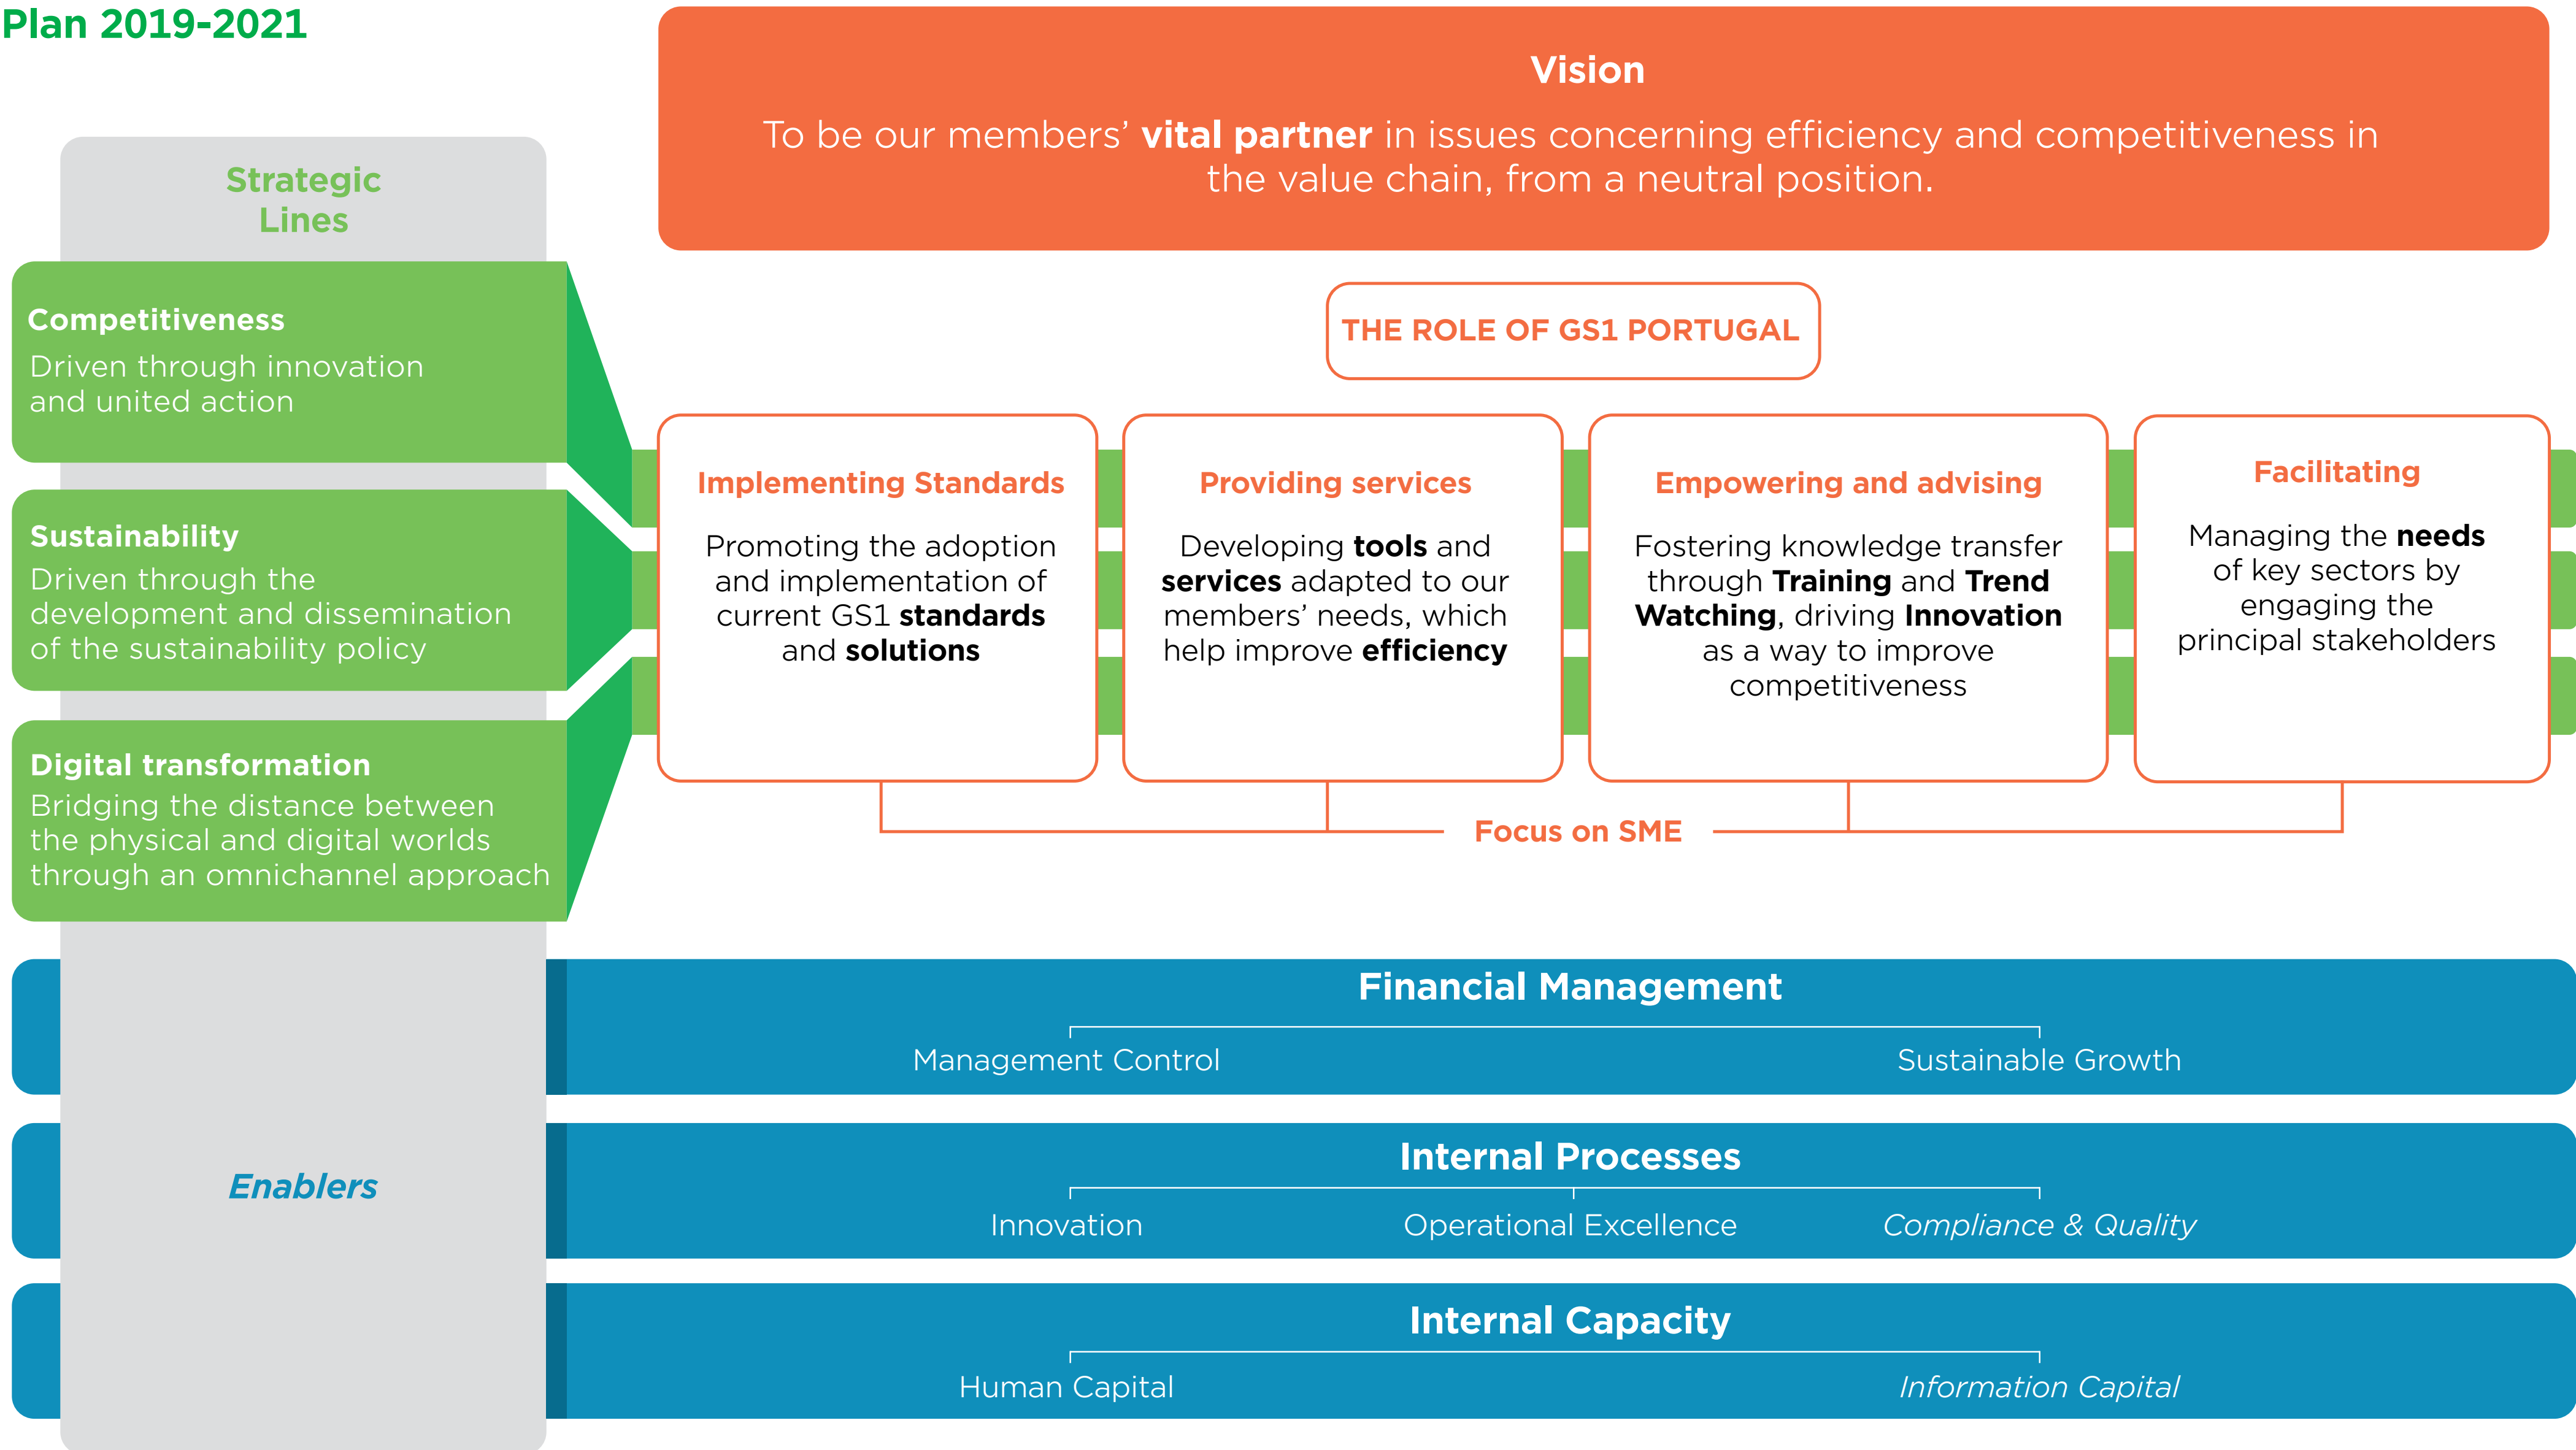 Plan 2019-2021
Vision
To be our members’ vital partner in issues concerning efficiency and competitiveness in
the value chain, from a neutral position.
Strategic
Lines
Competitiveness
Driven through innovation
and united action
Sustainability
Driven through the
development and dissemination
of the sustainability policy
Digital transformation
Bridging the distance between
the physical and digital worlds
through an omnichannel approach
THE ROLE OF GS1 PORTUGAL
Implementing Standards
Promoting the adoption
and implementation of
current GS1 standards
and solutions
Providing services
Developing tools and
services adapted to our
members’ needs, which
help improve efficiency
Empowering and advising
Fostering knowledge transfer
through Training and Trend
Watching, driving Innovation
as a way to improve
competitiveness
Facilitating
Managing the needs
of key sectors by
engaging the
principal stakeholders
Focus on SME
Enablers
Financial Management
Management Control
Sustainable Growth
Internal Processes
Innovation
Operational Excellence
Compliance & Quality
Internal Capacity
Human Capital
Information Capital